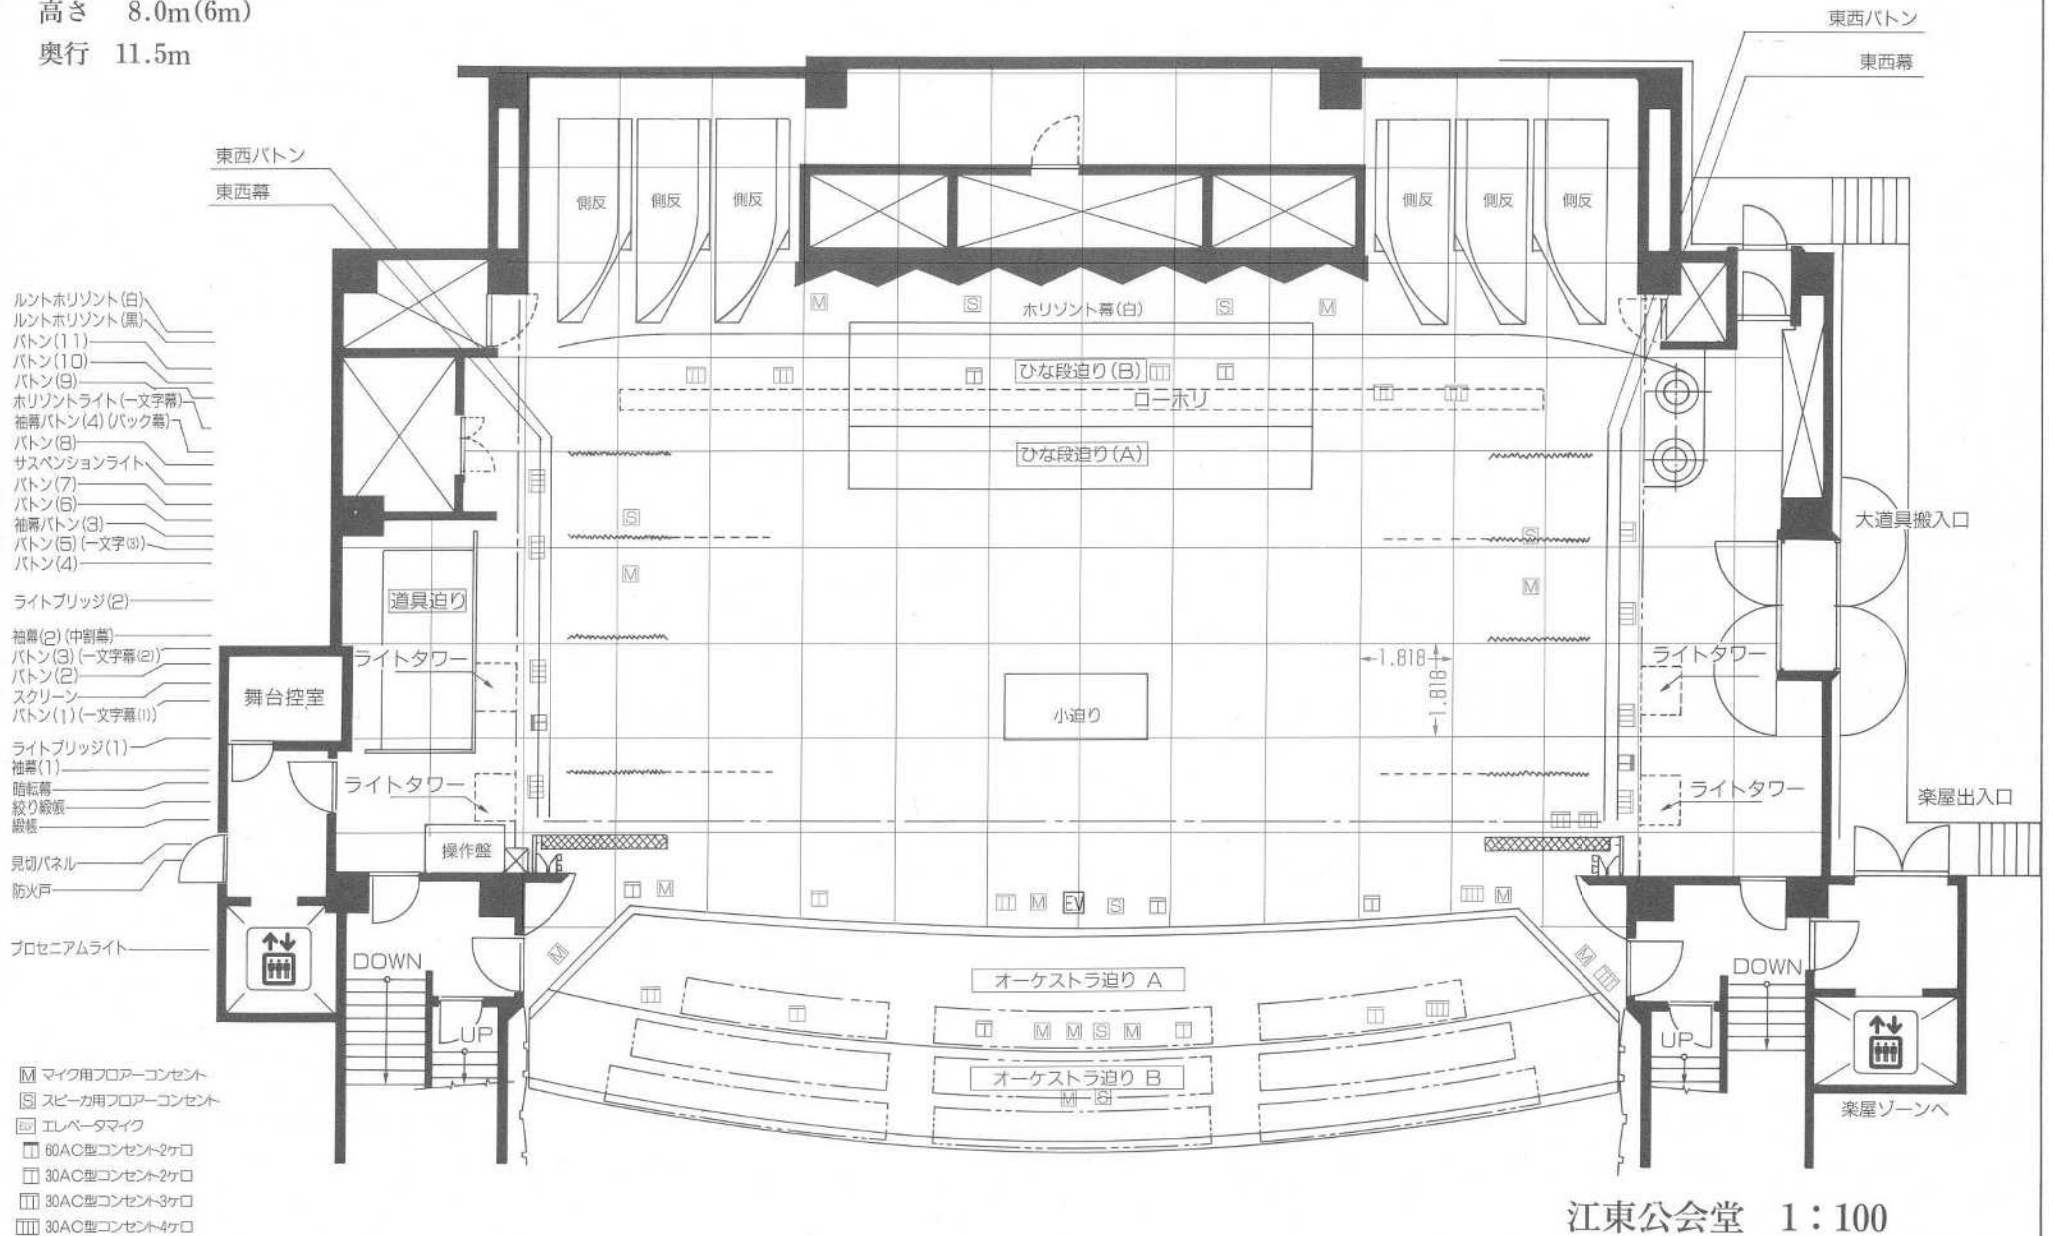 高さ 8.0m(6m)
奥行 11.5m
東西バトン
東西幕
東西バトン
東西幕
側反
側反
側反
側反
側反
側反
ルントホリゾント(白)
ルントホリゾント(黒)
バトン(11)
バトン(10)
バトン(9)
ホリゾントライト(一文字幕)
袖幕バトン(4)(バック幕)
バトン(8)
サスペンションライト
バトン(7)
バトン(6)
袖幕バトン(3)
バトン(5)(一文字(3))
バトン(4)
ライトブリッジ(2)
袖幕(2)(中割幕)
バトン(3)(一文字幕(2))
バトン(2)
スクリーン
バトン(1)(一文字幕(1))
ライトブリッジ(1)
袖幕(1)
暗転幕
絞り緞帳
緞帳
見切パネル
防火戸
プロセニアムライト
M
S
ホリゾント幕(白)
S
M
ひな段迫り(B)
ローホリ
ひな段迫り(A)
S
S
M
M
大道具搬入口
道具迫り
ライトタワー
ライトタワー
舞台控室
小迫り
1.818
1.818
ライトタワー
ライトタワー
楽屋出入口
操作盤
M
M
EV
S
M
M
M
DOWN
UP
オーケストラ迫り A
M M S M
オーケストラ迫り B
M S
DOWN
UP
楽屋ゾーンへ
M マイク用フロアーコンセント
S スピーカ用フロアーコンセント
EV エレベータマイク
60AC型コンセント2ケ口
30AC型コンセント2ケ口
30AC型コンセント3ケ口
30AC型コンセント4ケ口
江東公会堂 1：100